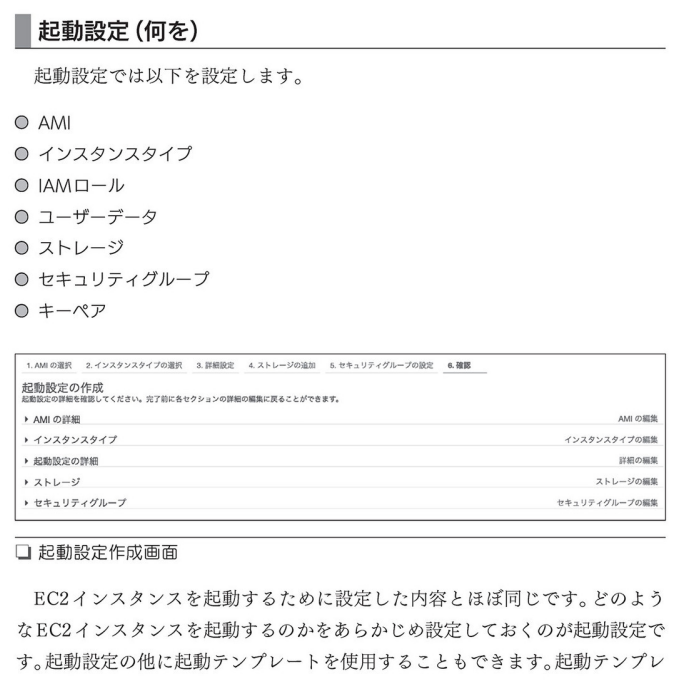 起動設定（何を）
起動設定では以下を設定します。
AMI
インスタンスタイプ
IAMロール
ユーザーデータ
ストレージ
セキュリティグループ
キーペア
1. AMI の選択 2. インスタンスタイプの選択 3. 詳細設定 4. ストレージの追加 5. セキュリティグループの設定 6. 確認
起動設定の作成
起動設定の詳細を確認してください。完了前に各セクションの詳細の編集に戻ることができます。
AMI の詳細 AMI の編集
インスタンスタイプ インスタンスタイプの編集
起動設定の詳細 詳細の編集
ストレージ ストレージの編集
セキュリティグループ セキュリティグループの編集
起動設定作成画面
EC2インスタンスを起動するために設定した内容とほぼ同じです。どのよう
なEC2インスタンスを起動するのかをあらかじめ設定しておくのが起動設定で
す。起動設定の他に起動テンプレートを使用することもできます。起動テンプレ